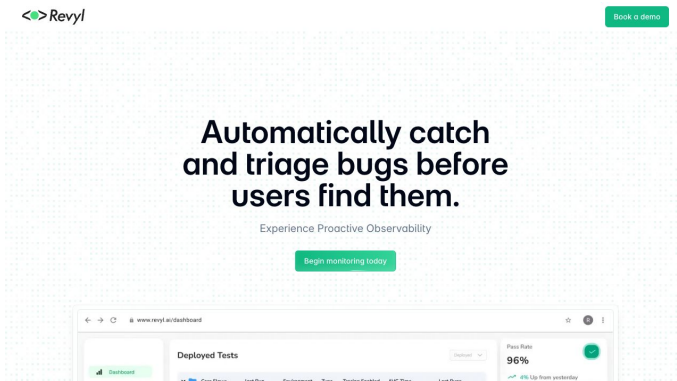 Revyl
Book a demo
Automatically catch
and triage bugs before
users find them.
Experience Proactive Observability
Begin monitoring today
www.revyl.ai/dashboard
R
Dashboard
Deployed Tests
Deployed
Pass Rate
96%
4% Up from yesterday